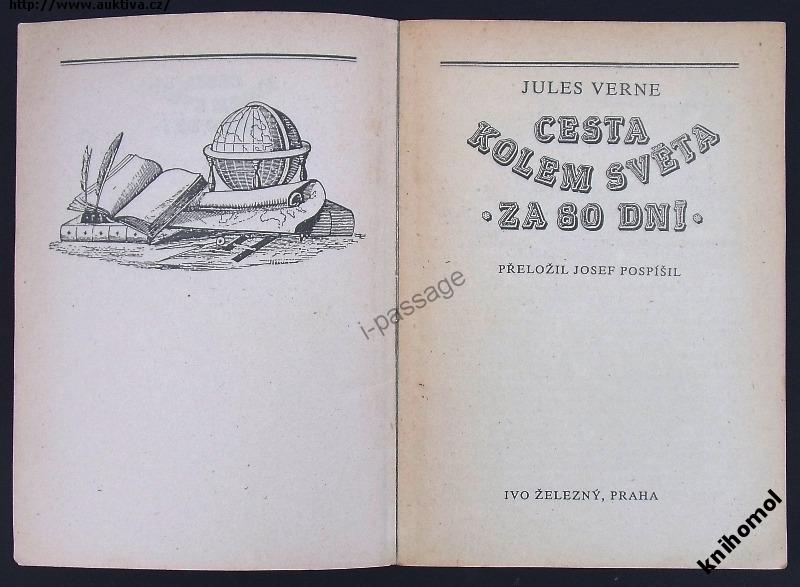 http://www.auktiva.cz/
JULES VERNE
CESTA
KOLEM SVĚTA
· ZA 80 DNÍ ·
PŘELOŽIL JOSEF POSPÍŠIL
i-passage
IVO ŽELEZNÝ, PRAHA
knihomol